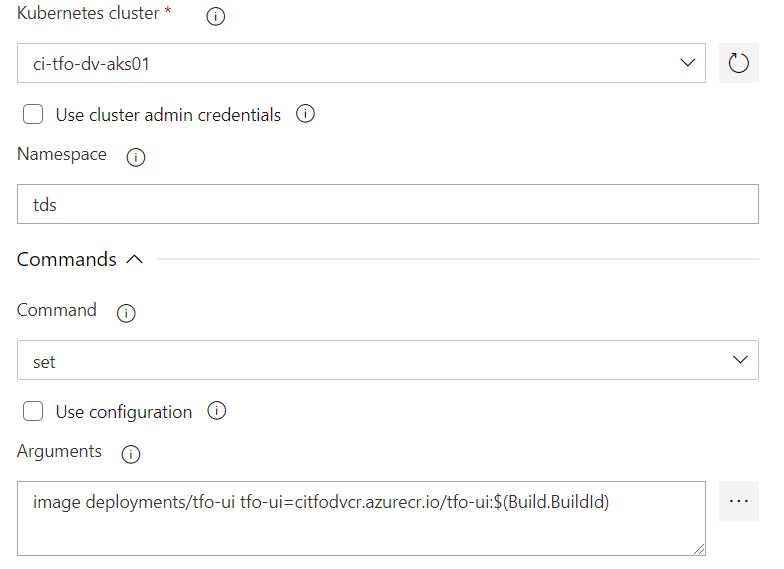 Kubernetes cluster *
ci-tfo-dv-aks01
Use cluster admin credentials
Namespace
tds
Commands
Command
set
Use configuration
Arguments
image deployments/tfo-ui tfo-ui=citfodvcr.azurecr.io/tfo-ui:$(Build.BuildId)